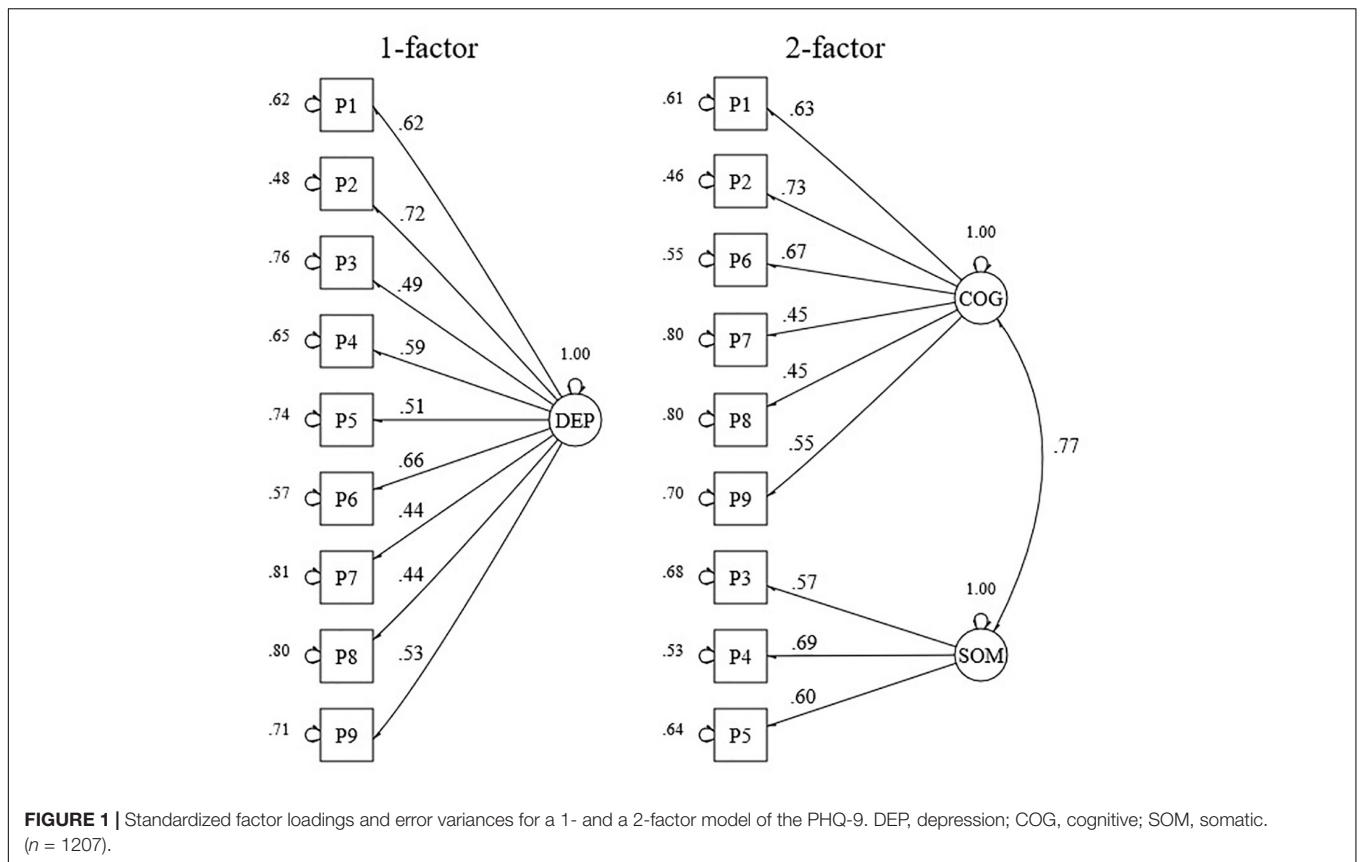 1-factor
2-factor
.62 P1 .62
.48 P2 .72
.76 P3 .49
.65 P4 .59
1.00
.74 P5 .51 DEP
.57 P6 .66
.81 P7 .44
.80 P8 .44
.71 P9 .53
.61 P1 .63
.46 P2 .73
1.00
.55 P6 .67
COG
.80 P7 .45
.80 P8 .45
.77
.70 P9 .55
.68 P3 .57
1.00
.53 P4 .69 SOM
.64 P5 .60
FIGURE 1 | Standardized factor loadings and error variances for a 1- and a 2-factor model of the PHQ-9. DEP, depression; COG, cognitive; SOM, somatic.
(n = 1207).